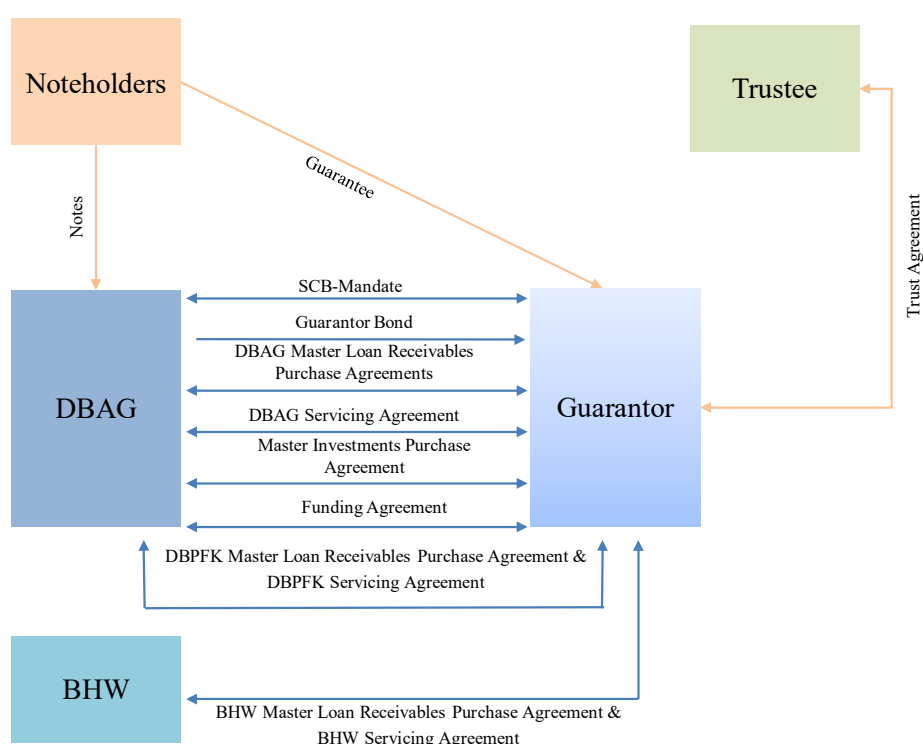 Noteholders
Trustee
Guarantee
Notes
Trust Agreement
SCB-Mandate
Guarantor Bond
DBAG Master Loan Receivables
Purchase Agreements
DBAG
Guarantor
DBAG Servicing Agreement
Master Investments Purchase
Agreement
Funding Agreement
DBPFK Master Loan Receivables Purchase Agreement &
DBPFK Servicing Agreement
BHW
BHW Master Loan Receivables Purchase Agreement &
BHW Servicing Agreement